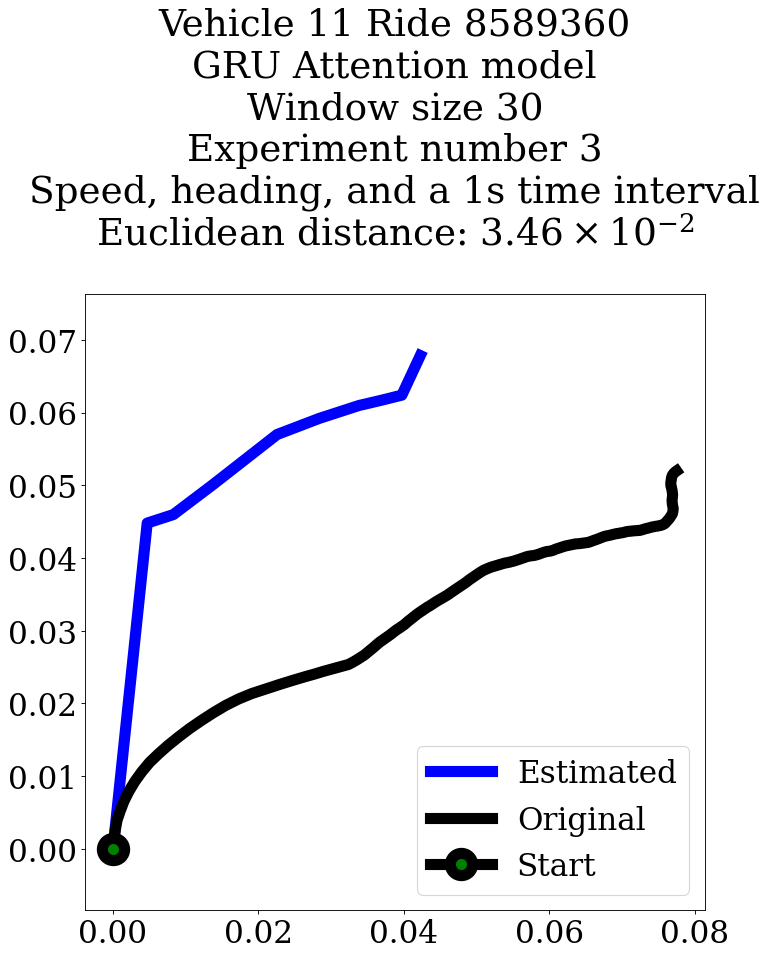 Vehicle 11 Ride 8589360
GRU Attention model
Window size 30
Experiment number 3
Speed, heading, and a 1s time interval
Euclidean distance: 3.46 × 10⁻²
0.07
0.06
0.05
0.04
0.03
0.02
0.01
0.00
Estimated
Original
Start
0.00 0.02 0.04 0.06 0.08